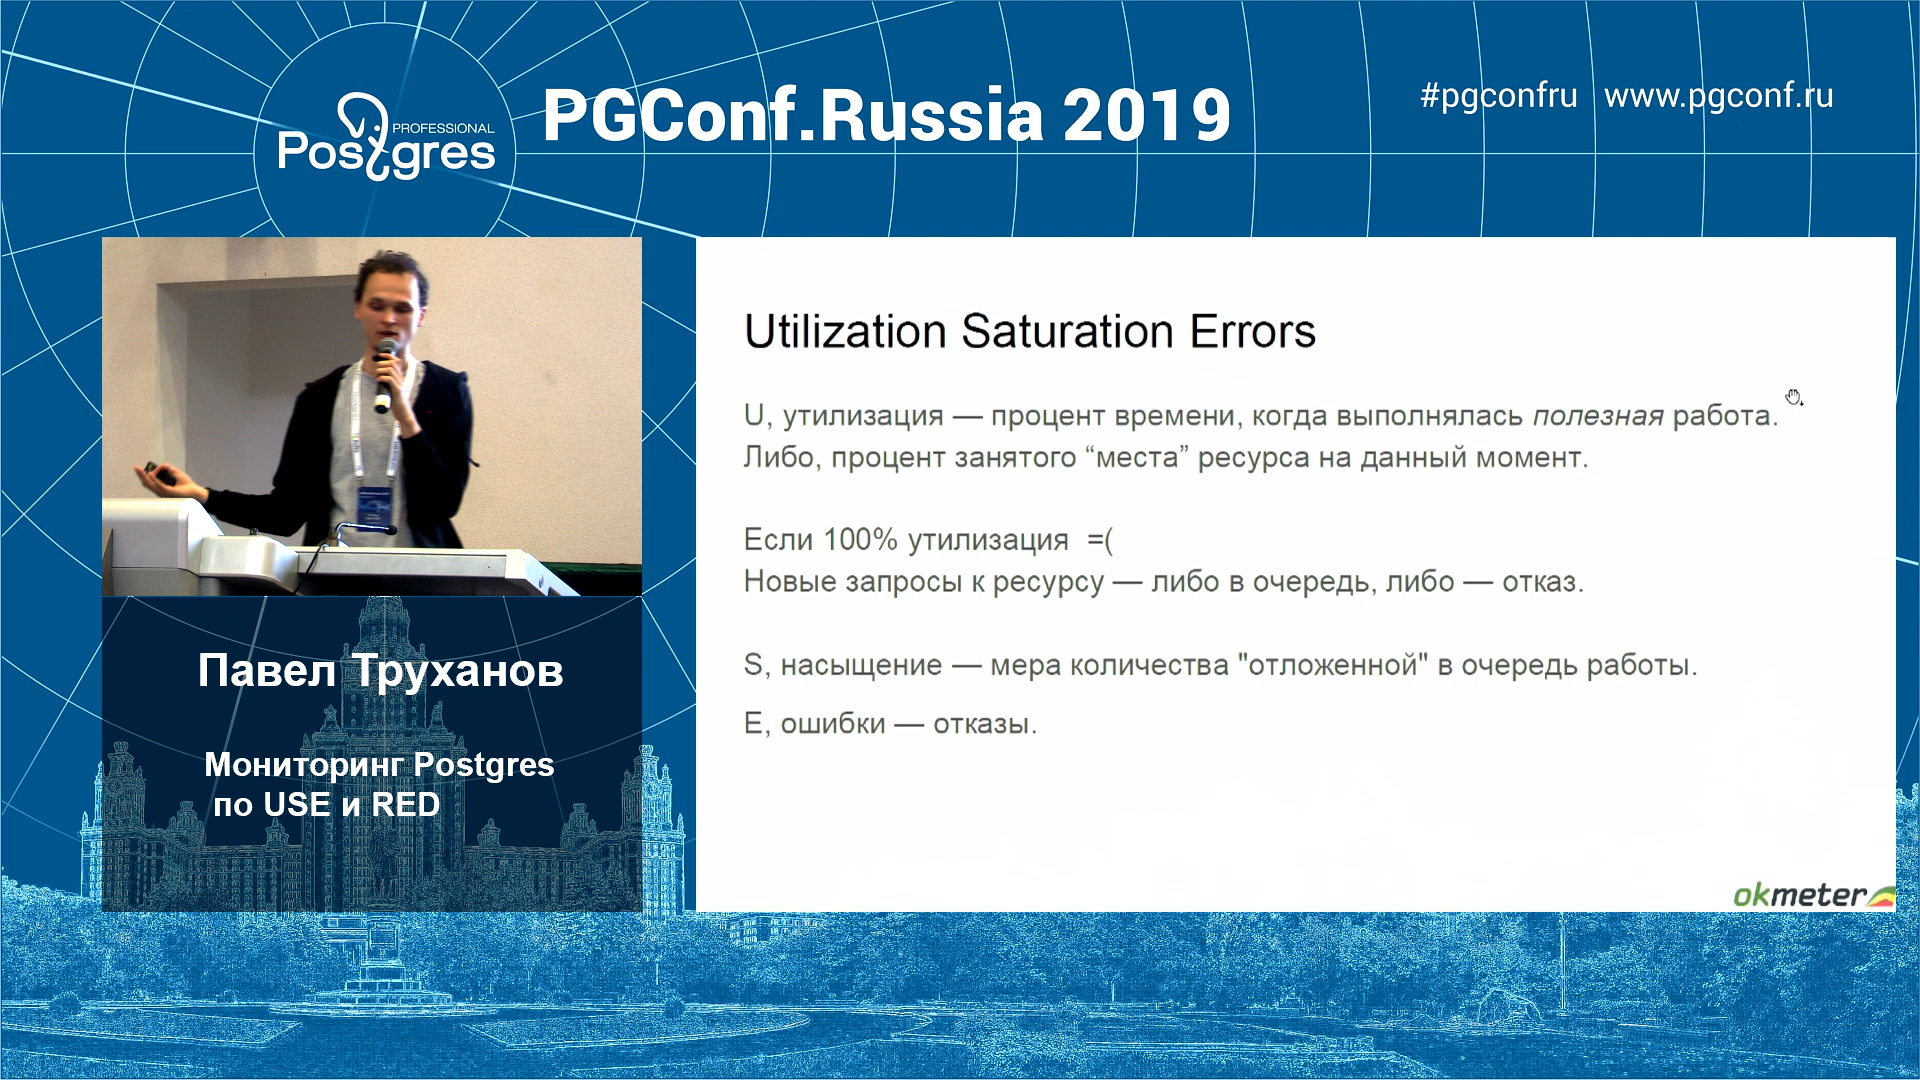 PROFESSIONAL
Postgres
PGConf.Russia 2019
#pgconfru www.pgconf.ru
Utilization Saturation Errors
U, утилизация — процент времени, когда выполнялась полезная работа.
Либо, процент занятого “места” ресурса на данный момент.
Если 100% утилизация =(
Новые запросы к ресурсу — либо в очередь, либо — отказ.
S, насыщение — мера количества "отложенной" в очередь работы.
E, ошибки — отказы.
okmeter
Павел Труханов
Мониторинг Postgres
по USE и RED